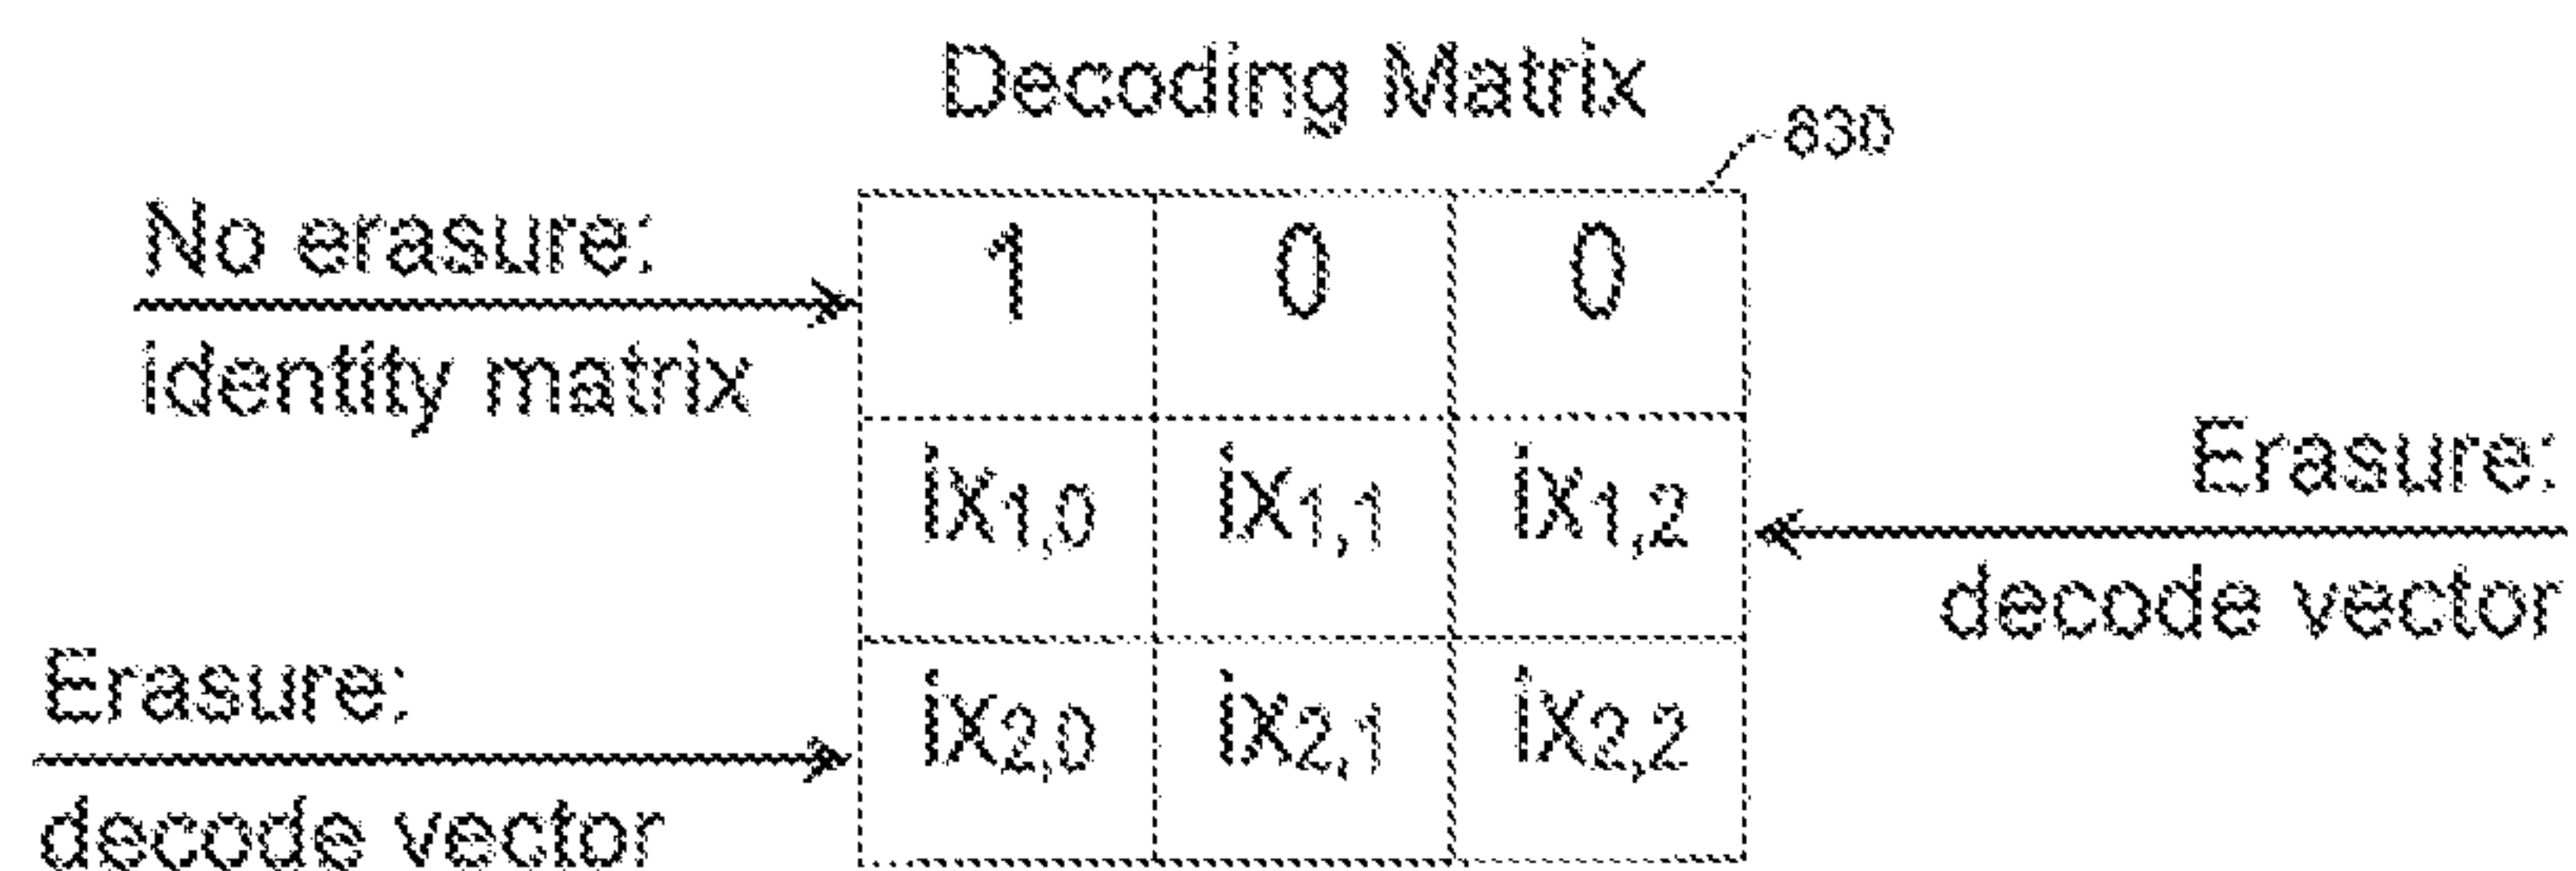 Decoding Matrix
630
No erasure:
identity matrix
1 0 0
ix1,0 ix1,1 ix1,2
Erasure:
decode vector
Erasure:
decode vector
ix2,0 ix2,1 ix2,2